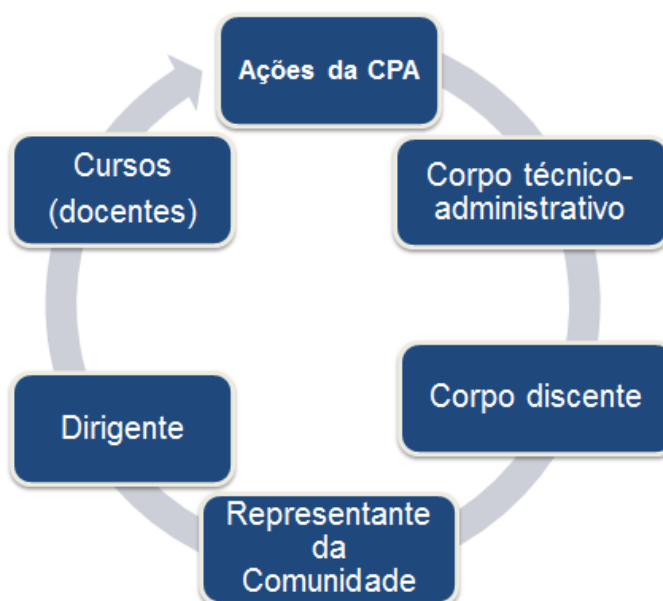 Ações da CPA
Corpo técnico-
administrativo
Corpo discente
Representante
da
Comunidade
Dirigente
Cursos
(docentes)